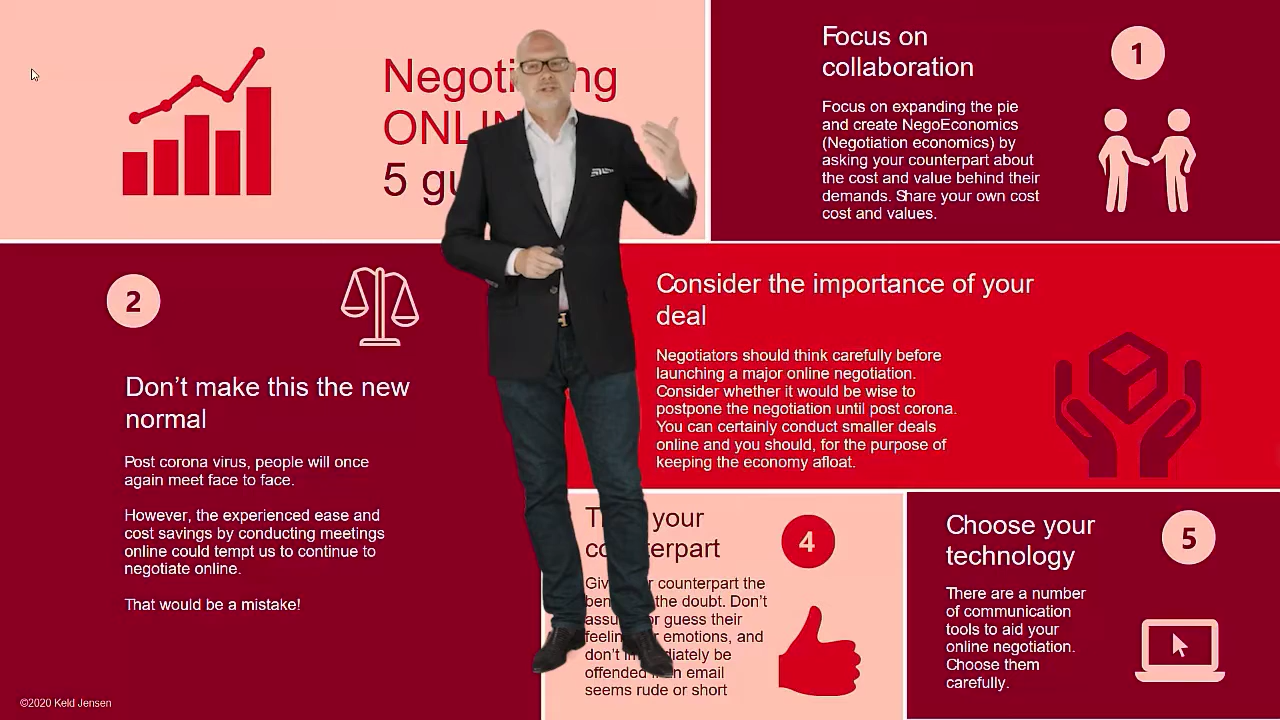 Negoti ng
ONLIN
5 gu
Focus on
collaboration
1
Focus on expanding the pie
and create NegoEconomics
(Negotiation economics) by
asking your counterpart about
the cost and value behind their
demands. Share your own cost
cost and values.
2
Don’t make this the new
normal
Post corona virus, people will once
again meet face to face.
However, the experienced ease and
cost savings by conducting meetings
online could tempt us to continue to
negotiate online.
That would be a mistake!
Consider the importance of your
deal
Negotiators should think carefully before
launching a major online negotiation.
Consider whether it would be wise to
postpone the negotiation until post corona.
You can certainly conduct smaller deals
online and you should, for the purpose of
keeping the economy afloat.
your
erpart
4
counterpart the
the doubt. Don’t
or guess their
emotions, and
don’t
offended email
seems rude or short
Choose your
technology
5
There are a number
of communication
tools to aid your
online negotiation.
Choose them
carefully.
©2020 Keld Jensen